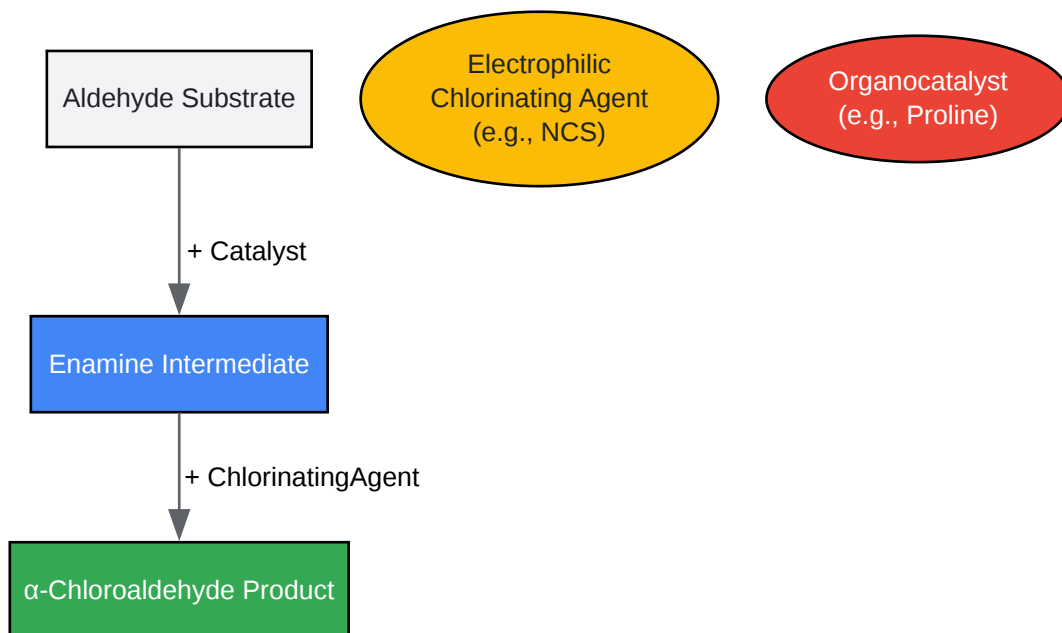 Aldehyde Substrate
Electrophilic
Chlorinating Agent
(e.g., NCS)
Organocatalyst
(e.g., Proline)
+ Catalyst
Enamine Intermediate
+ ChlorinatingAgent
α-Chloroaldehyde Product